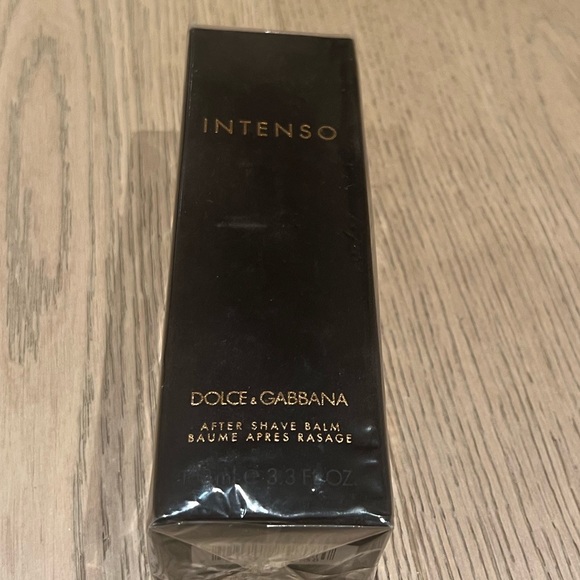 INTENSO
DOLCE & GABBANA
AFTER SHAVE BALM
BAUME APRES RASAGE
3.3 FL.OZ.